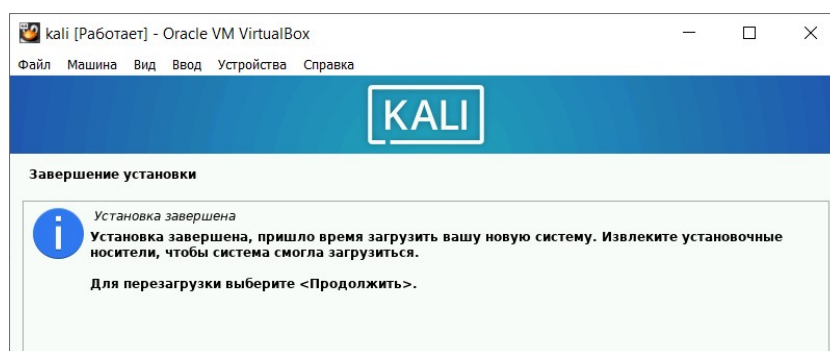 kali [Работает] - Oracle VM VirtualBox
Файл Машина Вид Ввод Устройства Справка
KALI
Завершение установки
Установка завершена
Установка завершена, пришло время загрузить вашу новую систему. Извлеките установочные
носители, чтобы система смогла загрузиться.
Для перезагрузки выберите <Продолжить>.